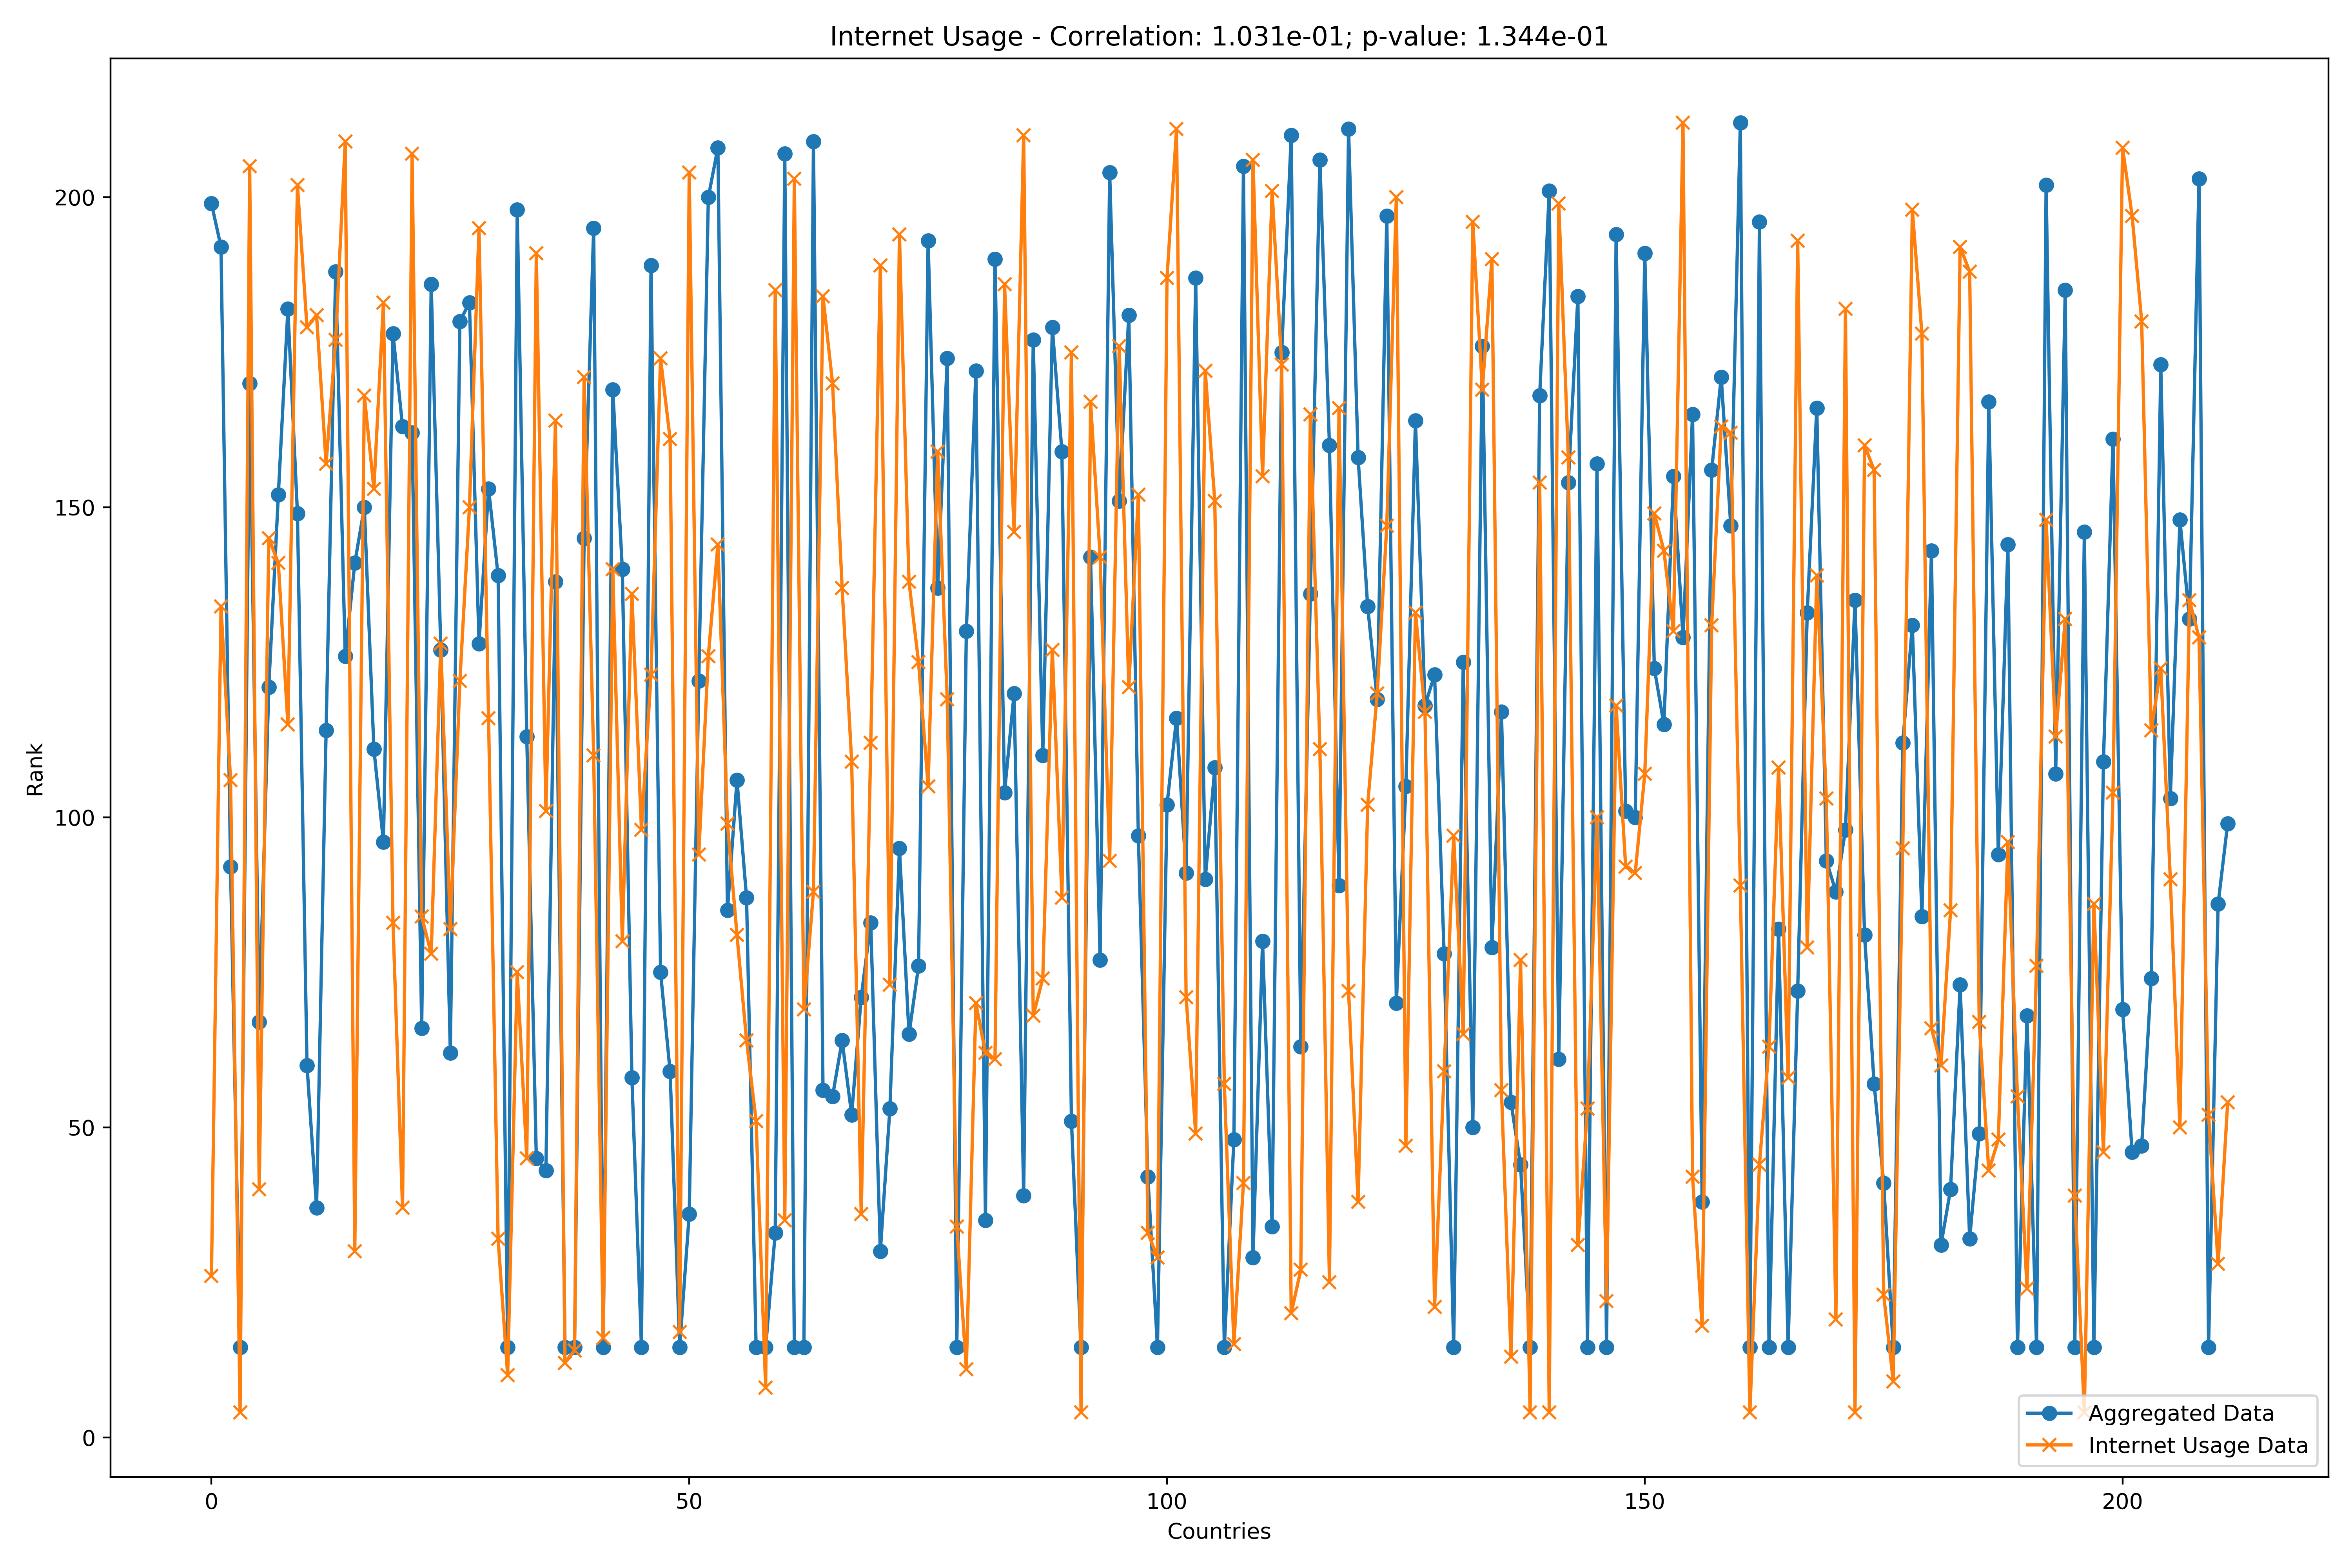 Internet Usage - Correlation: 1.031e-01; p-value: 1.344e-01
Rank
200
150
100
50
0
0 50 100 150 200
Countries
Aggregated Data
Internet Usage Data